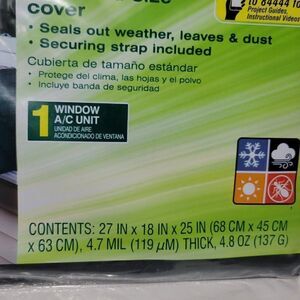 cover
• Seals out weather, leaves & dust
• Securing strap included
Cubierta de tamaño estándar
• Protege del clima, las hojas y el polvo
• Incluye banda de seguridad
to 84444 fo
Project Guides,
Instructional Videos
1 WINDOW
A/C UNIT
UNIDAD DE AIRE
ACONDICIONADO DE VENTANA
CONTENTS: 27 IN x 18 IN x 25 IN (68 CM x 45 CM
x 63 CM), 4.7 MIL (119 µM) THICK, 4.8 OZ (137 G)